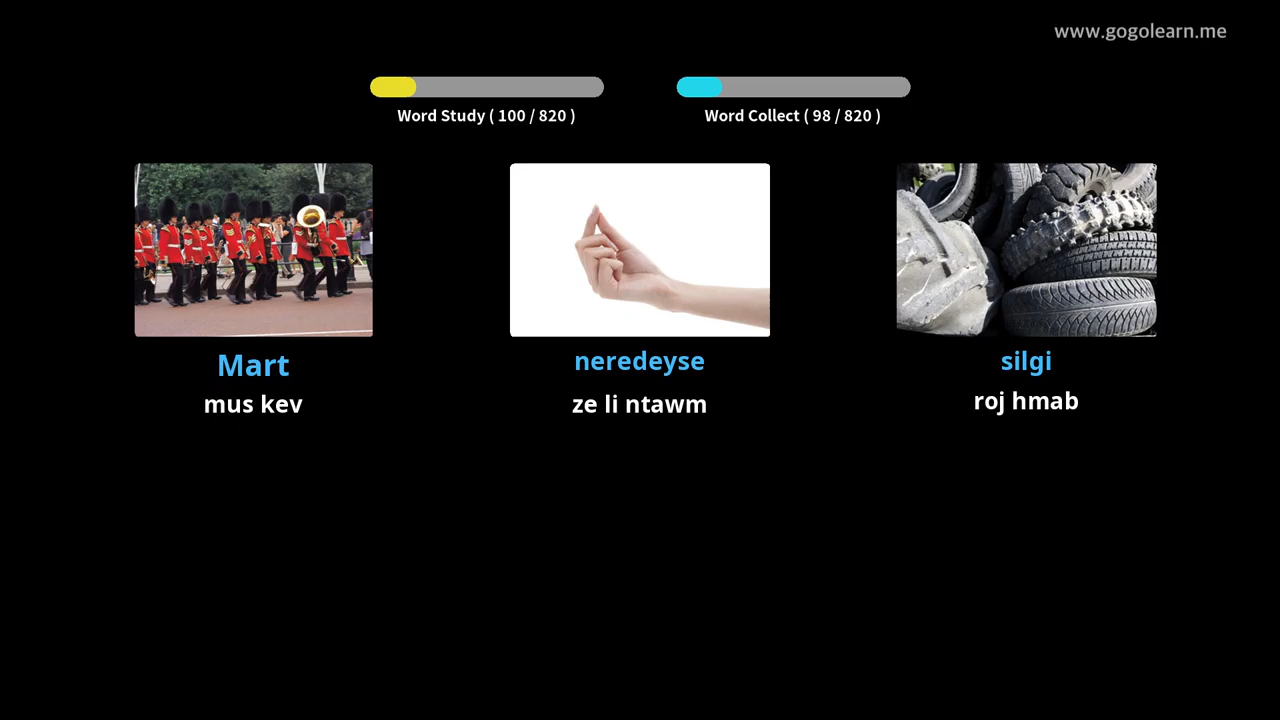 www.gogolearn.me
Word Study ( 100 / 820 )
Word Collect ( 98 / 820 )
Mart
mus kev
neredeyse
ze li ntawm
silgi
roj hmab